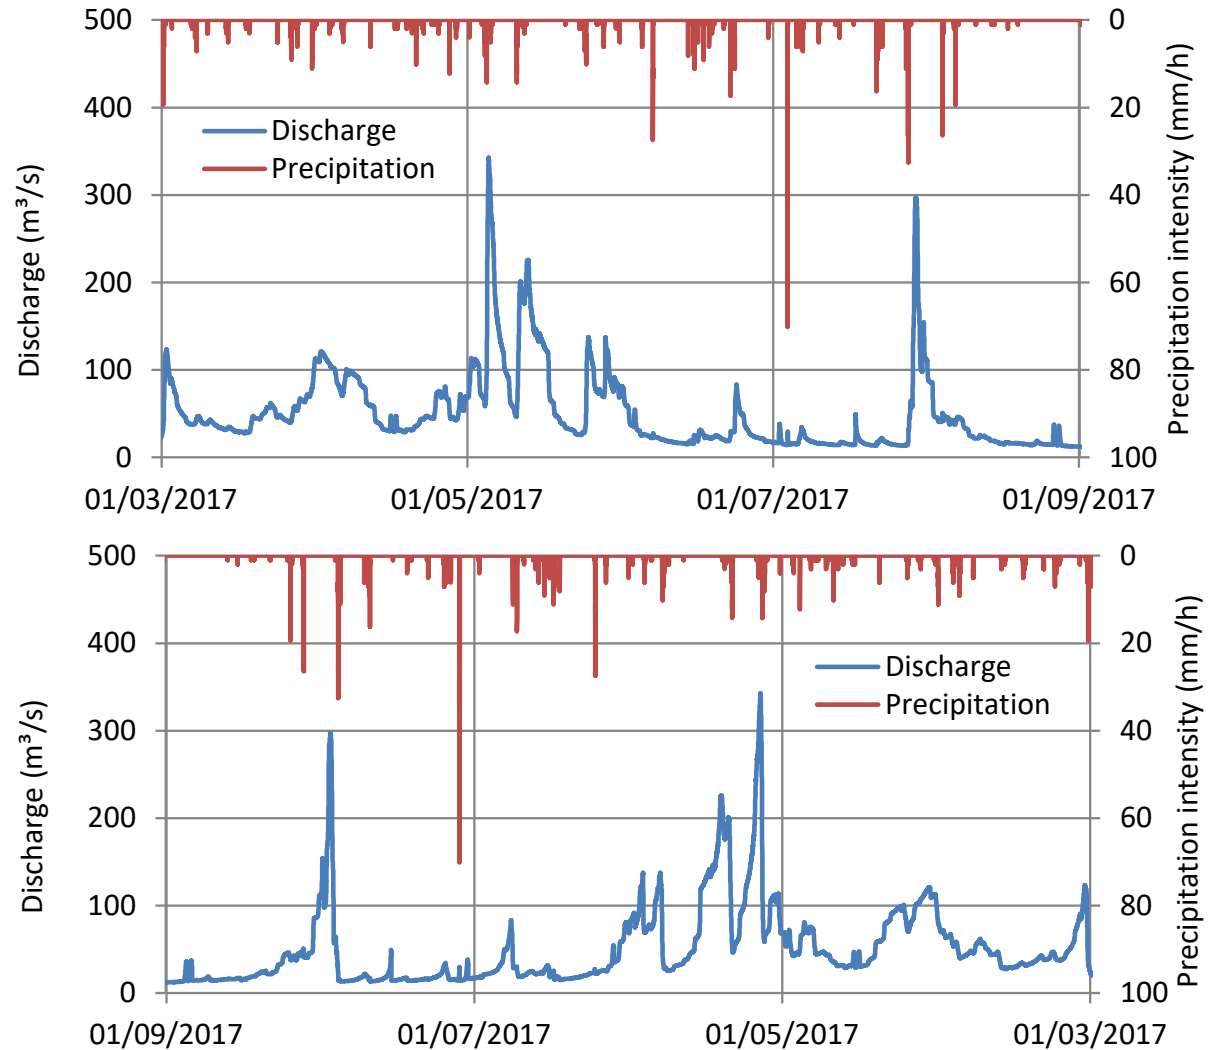 500
400
300
200
100
0
Discharge (m³/s)
Discharge
Precipitation
0
20
40
60
80
100
Precipitation intensity (mm/h)
01/03/2017 01/05/2017 01/07/2017 01/09/2017
500
400
300
200
100
0
Discharge (m³/s)
Discharge
Precipitation
0
20
40
60
80
100
Precipitation intensity (mm/h)
01/09/2017 01/07/2017 01/05/2017 01/03/2017